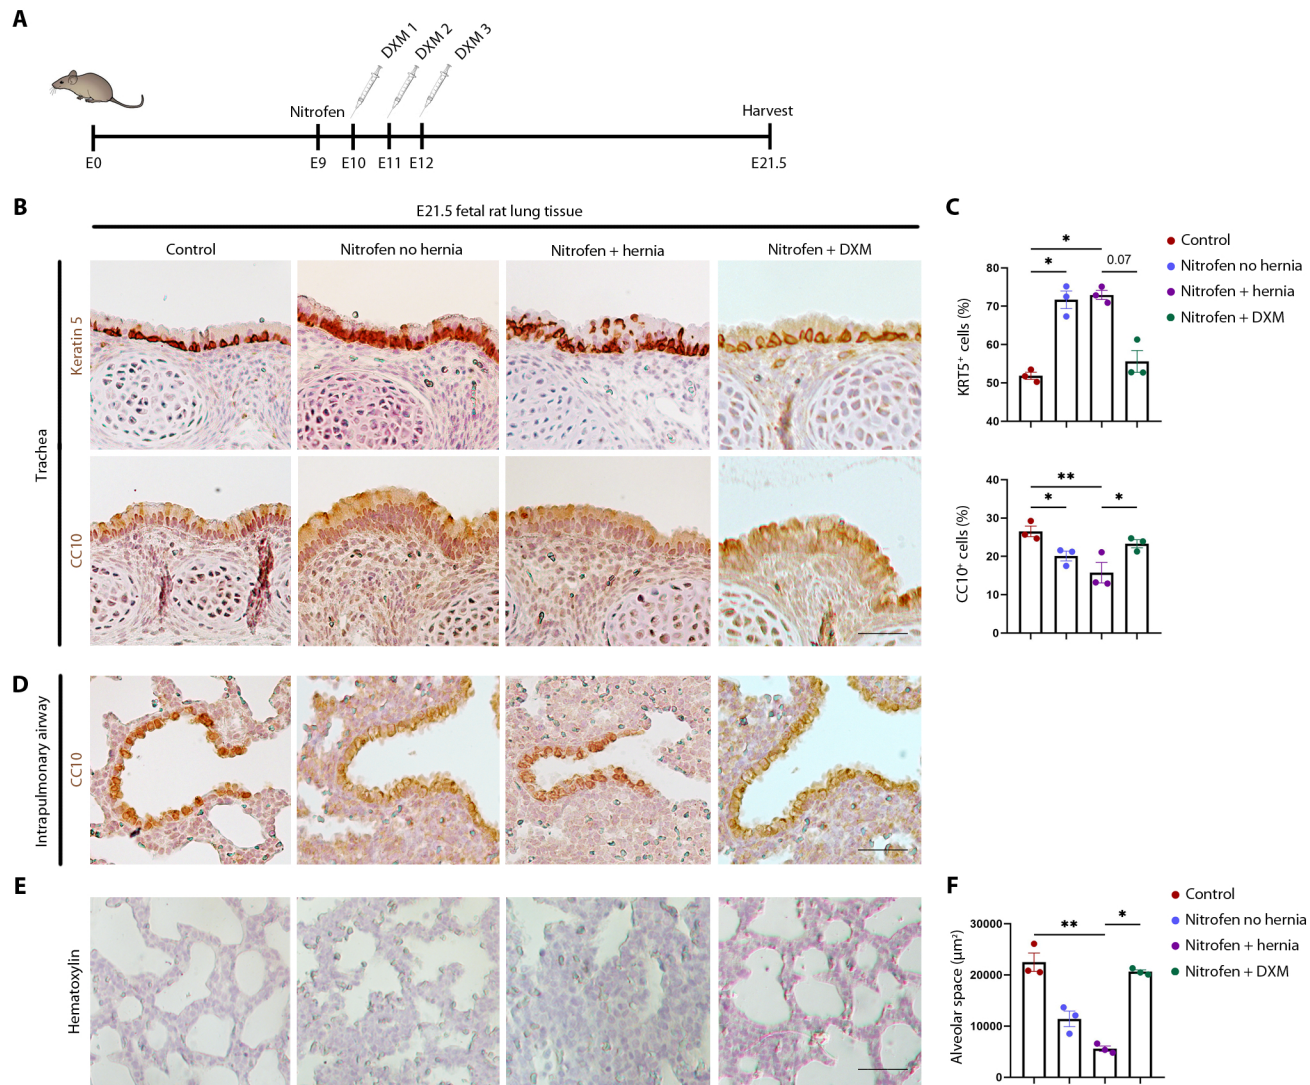 A
DXM 1
DXM 2
DXM 3
Nitrofen
Harvest
E0
E9
E10
E11
E12
E21.5
B
E21.5 fetal rat lung tissue
Control
Nitrofen no hernia
Nitrofen + hernia
Nitrofen + DXM
Trachea
Keratin 5
CC10
C
KRT5⁺ cells (%)
80
70
60
50
40
*
*
0.07
Control
Nitrofen no hernia
Nitrofen + hernia
Nitrofen + DXM
CC10⁺ cells (%)
40
30
20
10
0
**
*
*
D
Intrapulmonary airway
CC10
E
Hematoxylin
F
Alveolar space (µm²)
30000
20000
10000
0
**
*
Control
Nitrofen no hernia
Nitrofen + hernia
Nitrofen + DXM